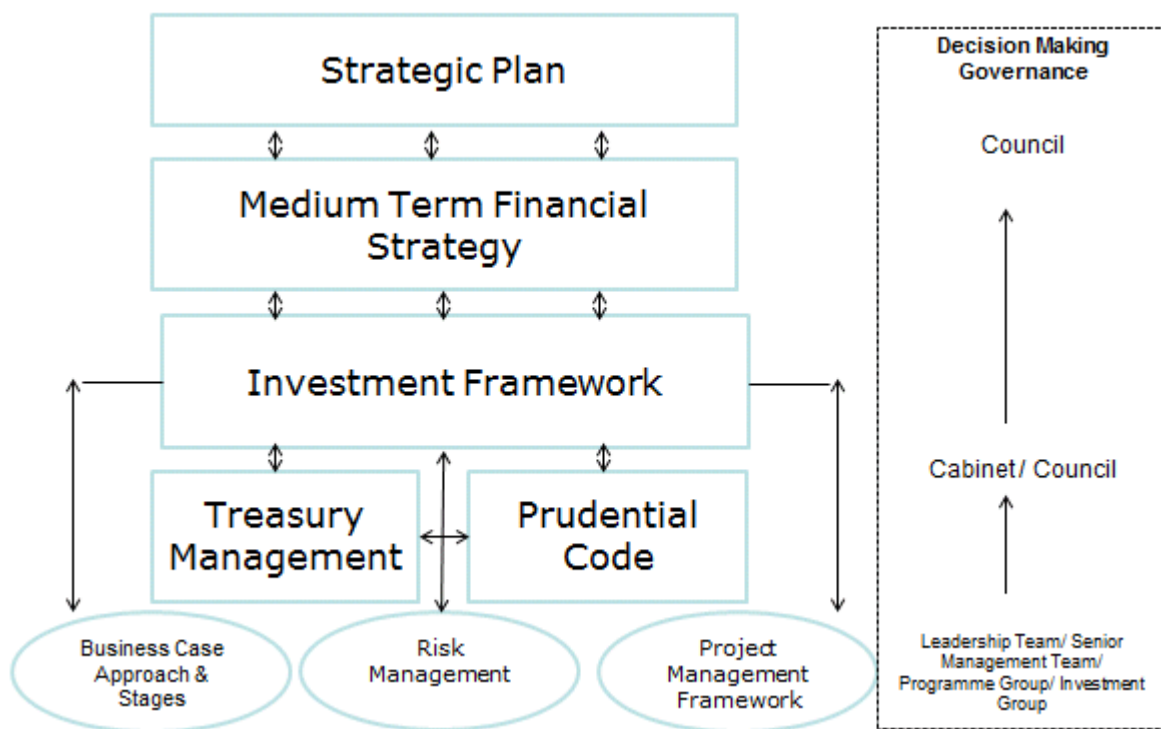 Strategic Plan
Medium Term Financial
Strategy
Investment Framework
Treasury
Management
Prudential
Code
Business Case
Approach &
Stages
Risk
Management
Project
Management
Framework
Decision Making
Governance
Council
Cabinet/ Council
Leadership Team/ Senior
Management Team/
Programme Group/ Investment
Group